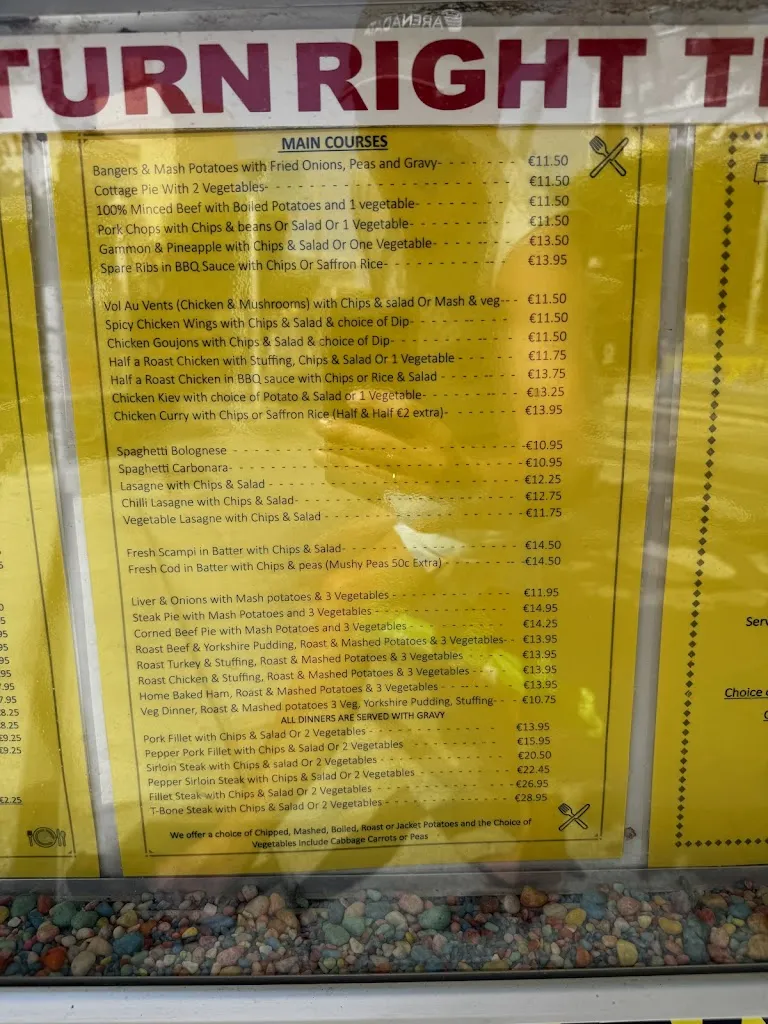 ARENADA
TURN RIGHT T
MAIN COURSES
Bangers & Mash Potatoes with Fried Onions, Peas and Gravy- - - - - - - - €11.50
Cottage Pie With 2 Vegetables- - - - - - - - - - - - - - - - - - - - €11.50
100% Minced Beef with Boiled Potatoes and 1 vegetable- - - - - - - - - - €11.50
Pork Chops with Chips & beans Or Salad Or 1 Vegetable- - - - - - - - - - €11.50
Gammon & Pineapple with Chips & Salad Or One Vegetable- - - - - - - - €13.50
Spare Ribs in BBQ Sauce with Chips Or Saffron Rice- - - - - - - - - - - €13.95
Vol Au Vents (Chicken & Mushrooms) with Chips & salad Or Mash & veg--- €11.50
Spicy Chicken Wings with Chips & Salad & choice of Dip- - - - - - - - - €11.50
Chicken Goujons with Chips & Salad & choice of Dip- - - - - - - - - - - €11.50
Half a Roast Chicken with Stuffing, Chips & Salad Or 1 Vegetable - - - - - - €11.75
Half a Roast Chicken in BBQ sauce with Chips or Rice & Salad - - - - - - - €13.75
Chicken Kiev with choice of Potato & Salad or 1 Vegetable- - - - - - - - - €13.25
Chicken Curry with Chips or Saffron Rice (Half & Half €2 extra)- - - - - - - €13.95
Spaghetti Bolognese - - - - - - - - - - - - - - - - - - - - - - -€10.95
Spaghetti Carbonara- - - - - - - - - - - - - - - - - - - - - - - -€10.95
Lasagne with Chips & Salad - - - - - - - - - - - - - - - - - - - €12.25
Chilli Lasagne with Chips & Salad- - - - - - - - - - - - - - - - - €12.75
Vegetable Lasagne with Chips & Salad - - - - - - - - - - - - - - - €11.75
Fresh Scampi in Batter with Chips & Salad- - - - - - - - - - - - - - €14.50
Fresh Cod in Batter with Chips & peas (Mushy Peas 50c Extra)- - - - - - -€14.50
Liver & Onions with Mash potatoes & 3 Vegetables- - - - - - - - - - - €11.95
Steak Pie with Mash Potatoes and 3 Vegetables - - - - - - - - - - - - €14.95
Corned Beef Pie with Mash Potatoes and 3 Vegetables- - - - - - - - - €14.25
Roast Beef & Yorkshire Pudding, Roast & Mashed Potatoes & 3 Vegetables- - €13.95
Roast Turkey & Stuffing, Roast & Mashed Potatoes & 3 Vegetables - - - - - €13.95
Roast Chicken & Stuffing, Roast & Mashed Potatoes & 3 Vegetables - - - - €13.95
Home Baked Ham, Roast & Mashed Potatoes & 3 Vegetables - - - - - - - €13.95
Veg Dinner, Roast & Mashed potatoes 3 Veg, Yorkshire Pudding, Stuffing- - - €10.75
ALL DINNERS ARE SERVED WITH GRAVY
Pork Fillet with Chips & Salad Or 2 Vegetables - - - - - - - - - - - €13.95
Pepper Pork Fillet with Chips & Salad Or 2 Vegetables - - - - - - - - - €15.95
Sirloin Steak with Chips & salad Or 2 Vegetables - - - - - - - - - - - €20.50
Pepper Sirloin Steak with Chips & Salad Or 2 Vegetables - - - - - - - - €22.45
Fillet Steak with Chips & Salad Or 2 Vegetables - - - - - - - - - - - €26.95
T-Bone Steak with Chips & Salad Or 2 Vegetables - - - - - - - - - - - €28.95
We offer a choice of Chipped, Mashed, Boiled, Roast or Jacket Potatoes and the Choice of
Vegetables Include Cabbage Carrots or Peas
€9.25
€9.25
€2.25
Choice